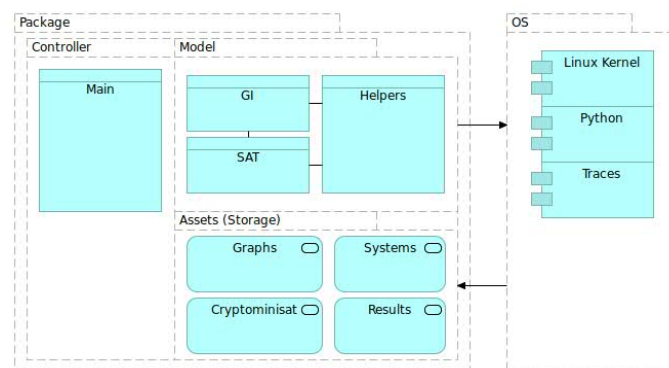 Package
OS
Controller
Model
Main
GI
Helpers
SAT
Linux Kernel
Python
Traces
Assets (Storage)
Graphs
Systems
Cryptominisat
Results